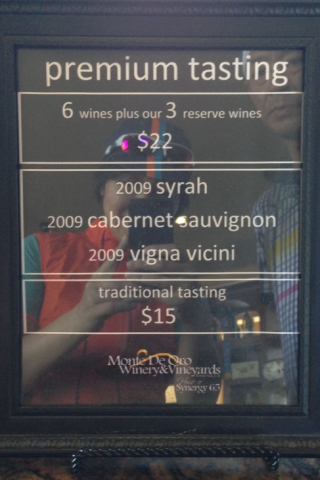 premium tasting
6 wines plus our 3 reserve wines
$22
2009 syrah
2009 cabernet sauvignon
2009 vigna vicini
traditional tasting
$15
Monte De Oro
Winery & Vineyards
Synergy 65